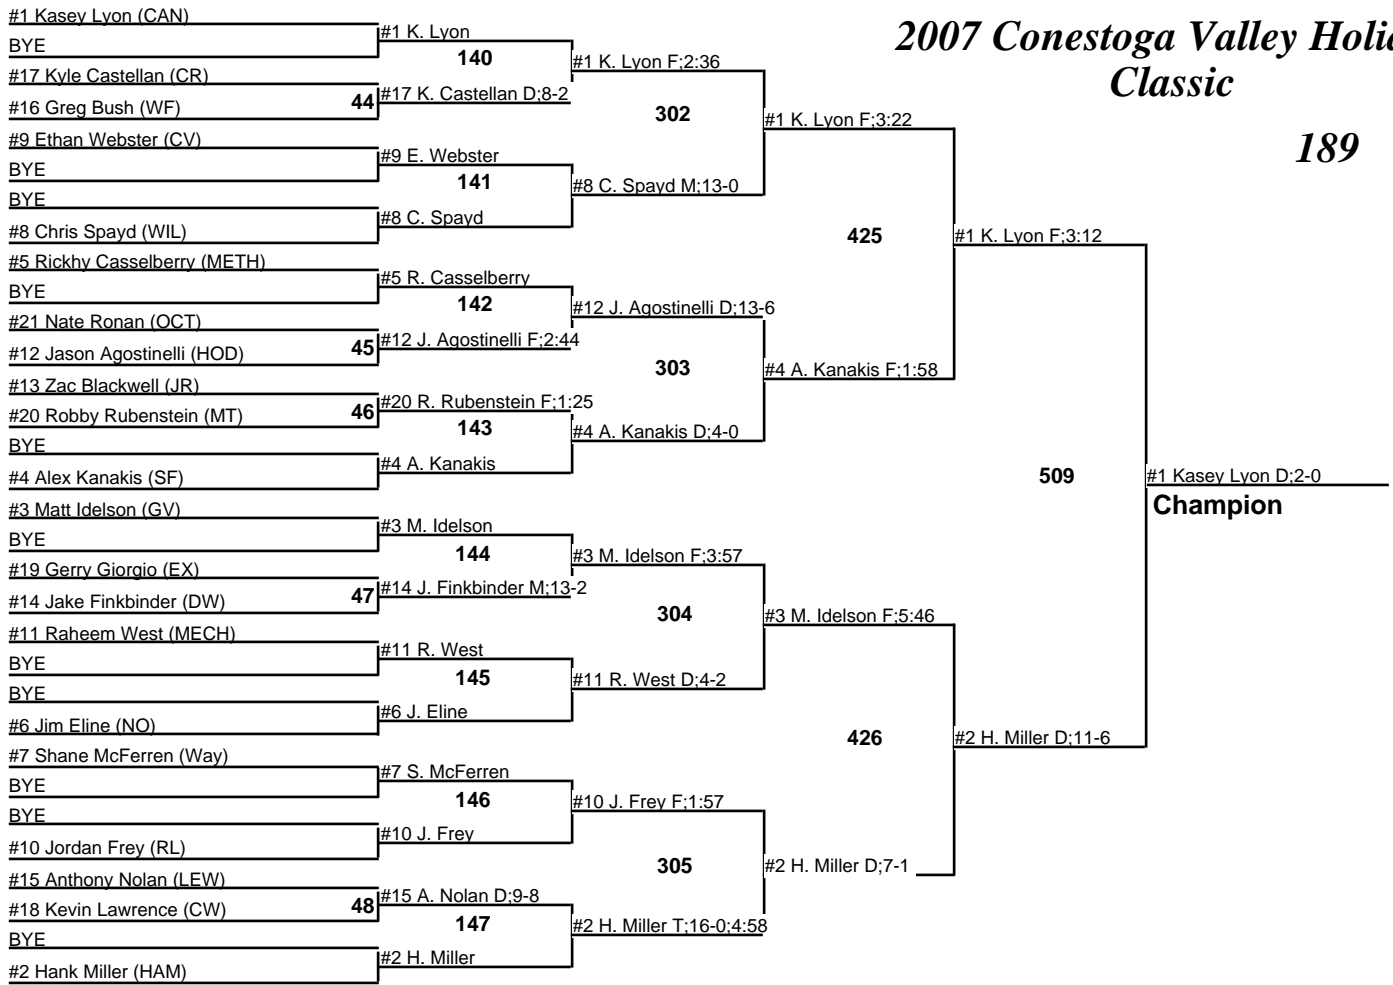 2007 Conestoga Valley Holid
Classic
189
#1 Kasey Lyon (CAN)
BYE
#17 Kyle Castellan (CR)
#16 Greg Bush (WF)
#9 Ethan Webster (CV)
BYE
BYE
#8 Chris Spayd (WIL)
#5 Rickhy Casselberry (METH)
BYE
#21 Nate Ronan (OCT)
#12 Jason Agostinelli (HOD)
#13 Zac Blackwell (JR)
#20 Robby Rubenstein (MT)
BYE
#4 Alex Kanakis (SF)
#3 Matt Idelson (GV)
BYE
#19 Gerry Giorgio (EX)
#14 Jake Finkbinder (DW)
#11 Raheem West (MECH)
BYE
BYE
#6 Jim Eline (NO)
#7 Shane McFerren (Way)
BYE
BYE
#10 Jordan Frey (RL)
#15 Anthony Nolan (LEW)
#18 Kevin Lawrence (CW)
BYE
#2 Hank Miller (HAM)
44
45
46
47
48
#1 K. Lyon
140
#17 K. Castellan D;8-2
#9 E. Webster
141
#8 C. Spayd
#5 R. Casselberry
142
#12 J. Agostinelli F;2:44
#20 R. Rubenstein F;1:25
143
#4 A. Kanakis
#3 M. Idelson
144
#14 J. Finkbinder M;13-2
#11 R. West
145
#6 J. Eline
#7 S. McFerren
146
#10 J. Frey
#15 A. Nolan D;9-8
147
#2 H. Miller
#1 K. Lyon F;2:36
302
#8 C. Spayd M;13-0
#12 J. Agostinelli D;13-6
303
#4 A. Kanakis D;4-0
#3 M. Idelson F;3:57
304
#11 R. West D;4-2
#10 J. Frey F;1:57
305
#2 H. Miller T;16-0;4:58
#1 K. Lyon F;3:22
425
#4 A. Kanakis F;1:58
#3 M. Idelson F;5:46
426
#2 H. Miller D;7-1
#1 K. Lyon F;3:12
509
#2 H. Miller D;11-6
#1 Kasey Lyon D;2-0
Champion